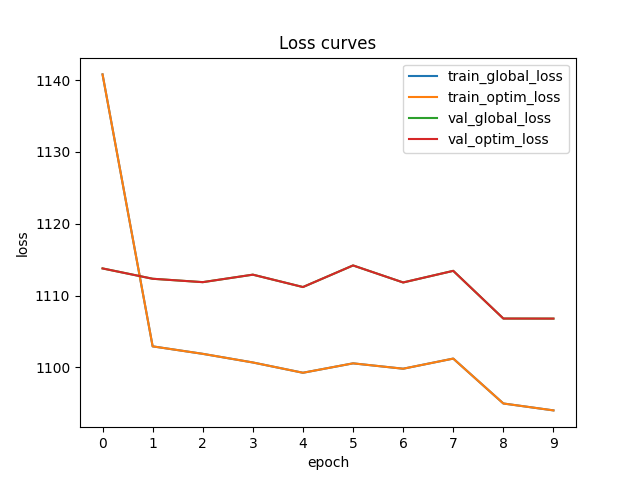 Loss curves
train_global_loss
train_optim_loss
val_global_loss
val_optim_loss
1140
1130
1120
1110
1100
loss
0 1 2 3 4 5 6 7 8 9
epoch